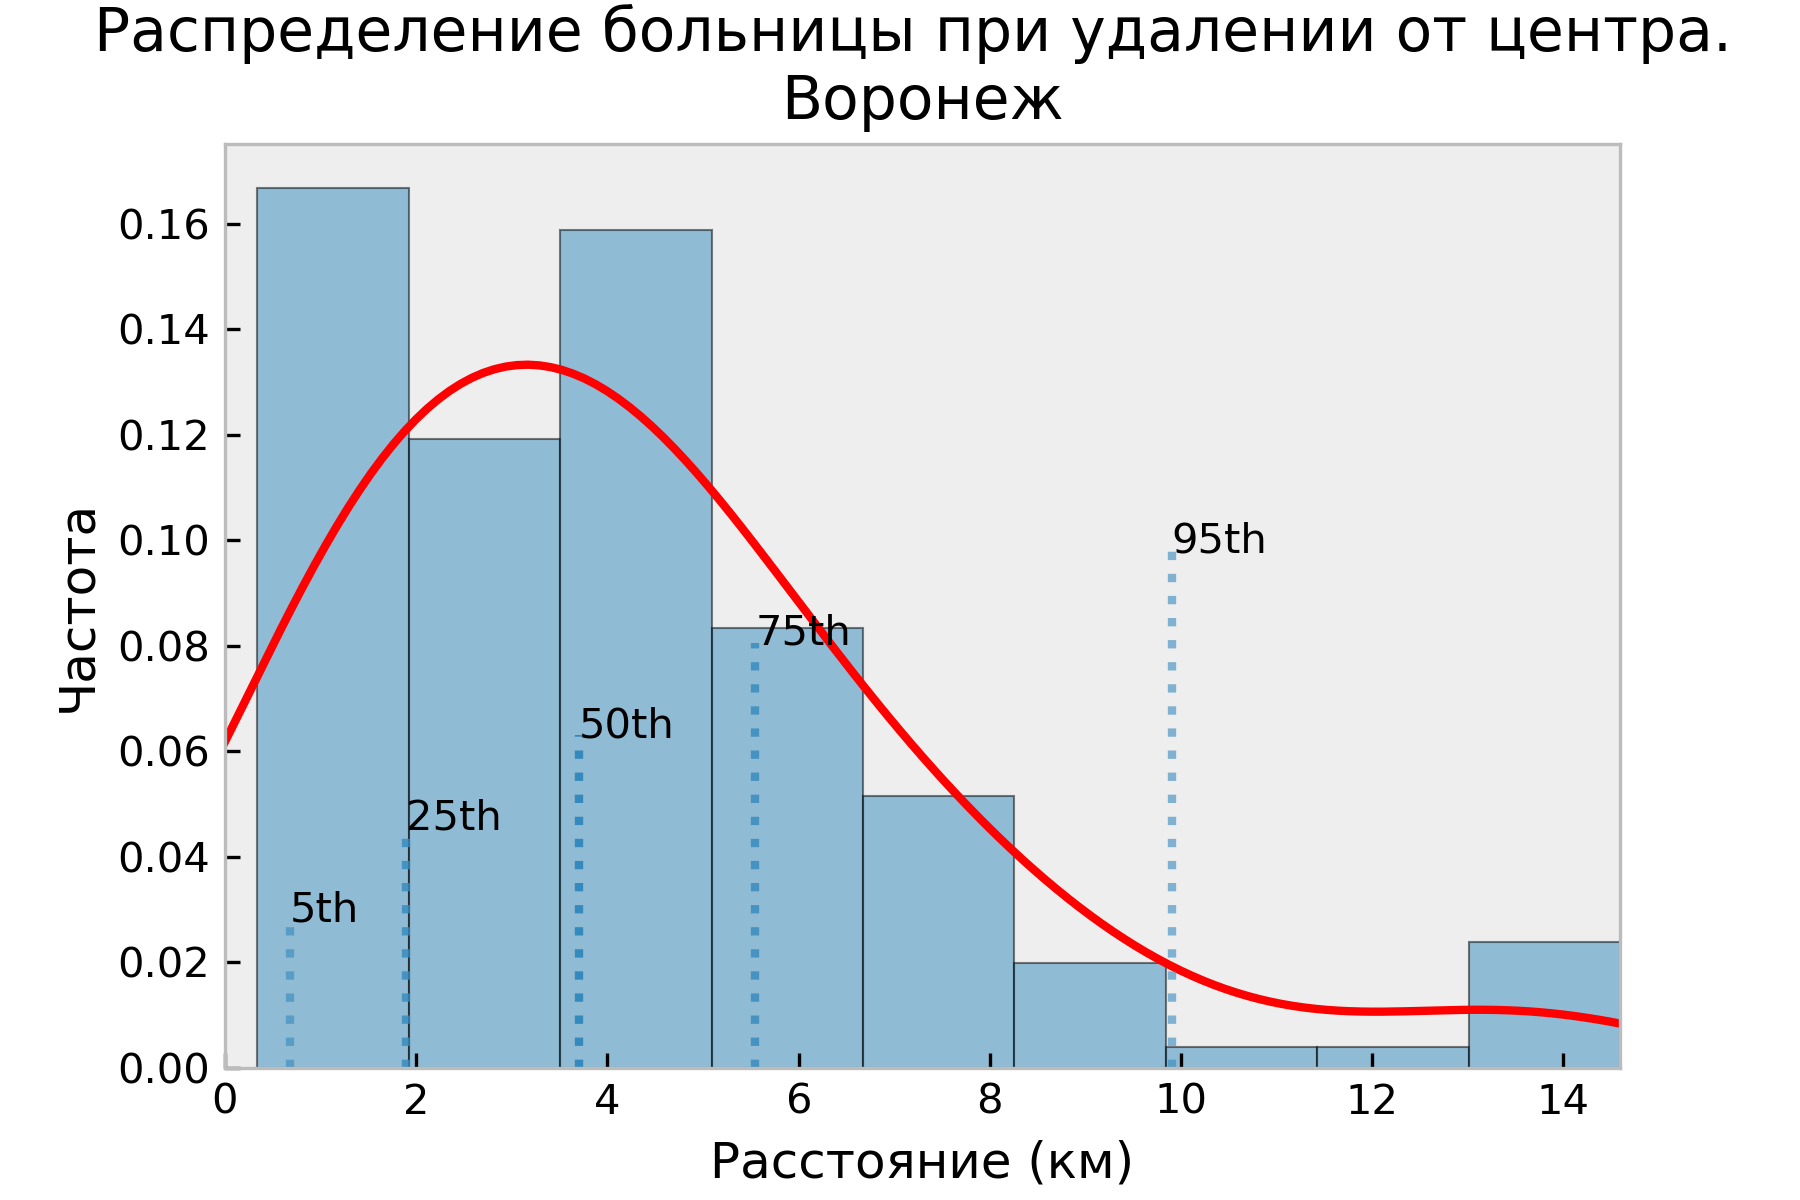 Распределение больницы при удалении от центра.
Воронеж
Частота
0.16
0.14
0.12
0.10
0.08
0.06
0.04
0.02
0.00
95th
75th
50th
25th
5th
0 2 4 6 8 10 12 14
Расстояние (км)